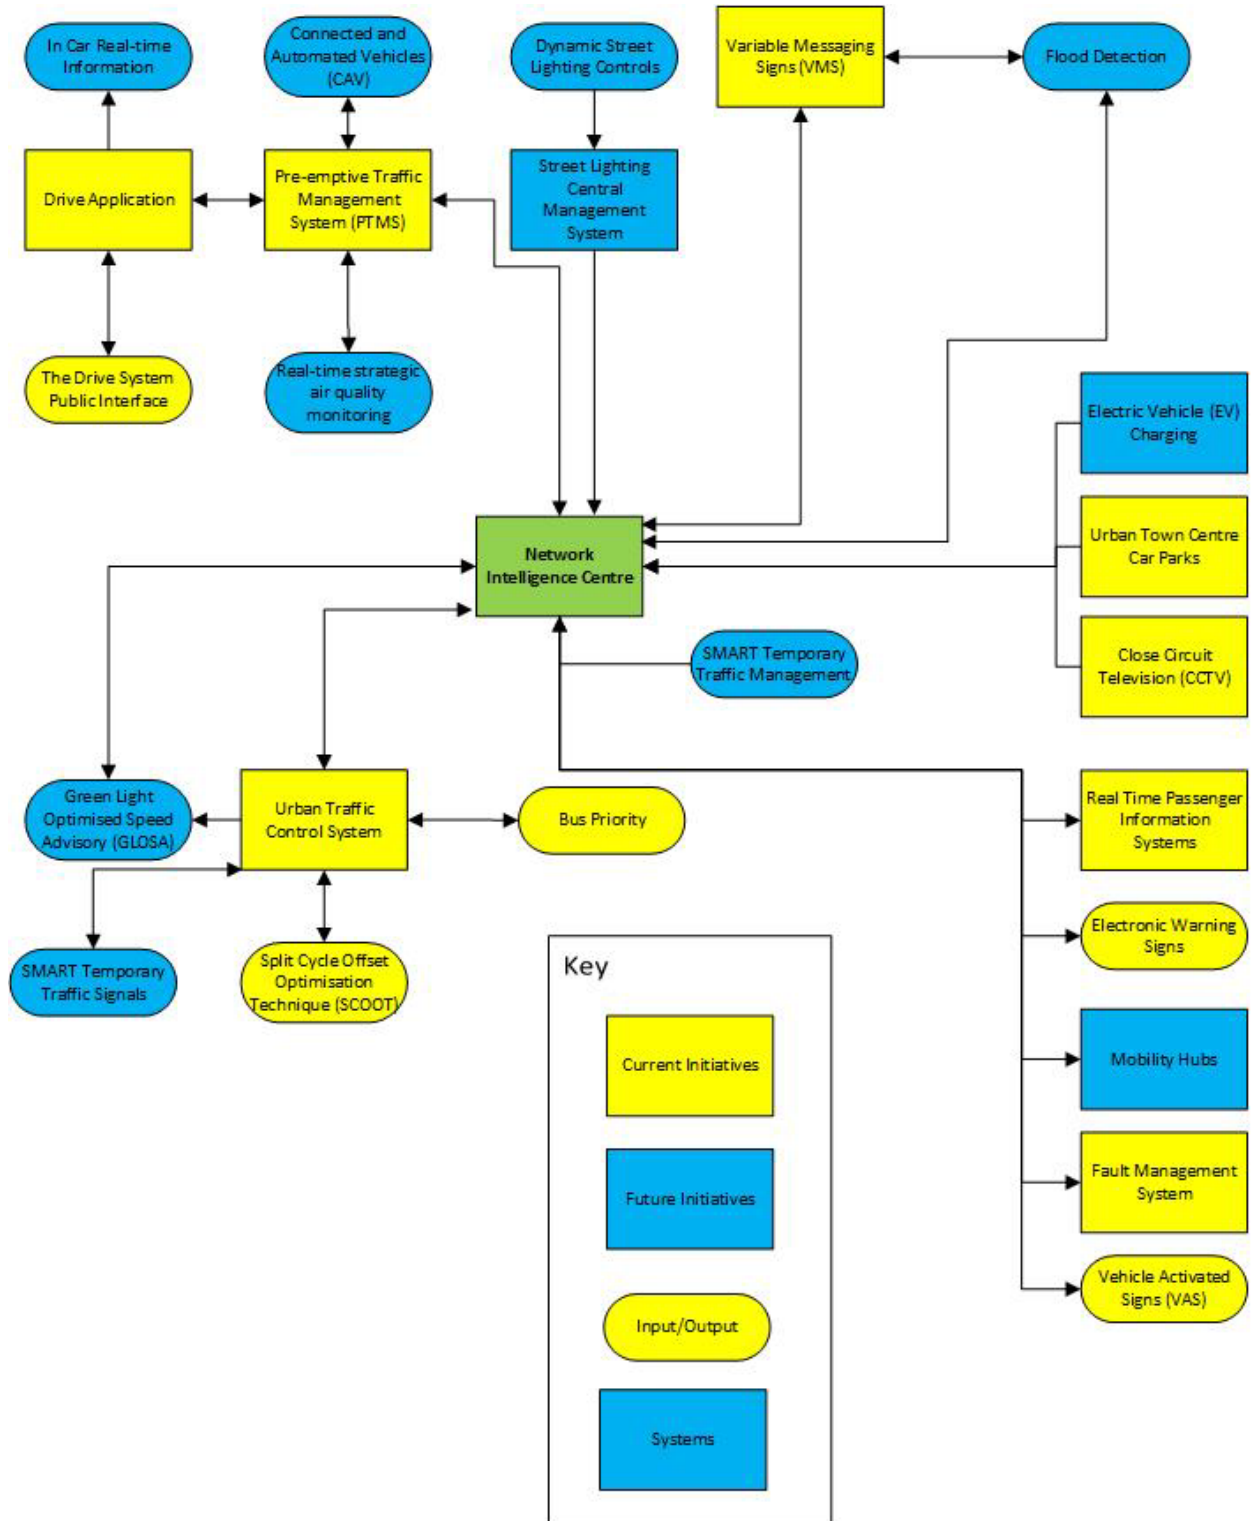 In Car Real-time
Information
Connected and
Automated Vehicles
(CAV)
Dynamic Street
Lighting Controls
Variable Messaging
Signs (VMS)
Flood Detection
Drive Application
Pre-emptive Traffic
Management
System (PTMS)
Street Lighting
Central
Management
System
The Drive System
Public Interface
Real-time strategic
air quality
monitoring
Electric Vehicle (EV)
Charging
Urban Town Centre
Car Parks
Close Circuit
Television (CCTV)
Network
Intelligence Centre
SMART Temporary
Traffic Management
Green Light
Optimised Speed
Advisory (GLOSA)
Urban Traffic
Control System
Bus Priority
Real Time Passenger
Information
Systems
SMART Temporary
Traffic Signals
Split Cycle Offset
Optimisation
Technique (SCOOT)
Electronic Warning
Signs
Mobility Hubs
Fault Management
System
Vehicle Activated
Signs (VAS)
Key
Current Initiatives
Future Initiatives
Input/Output
Systems